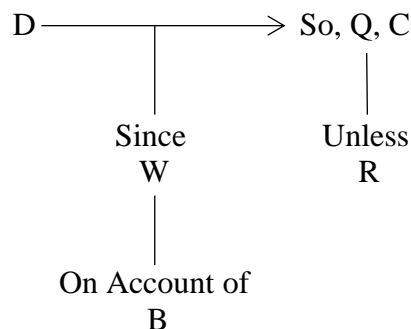 D So, Q, C
Since
W
Unless
R
On Account of
B